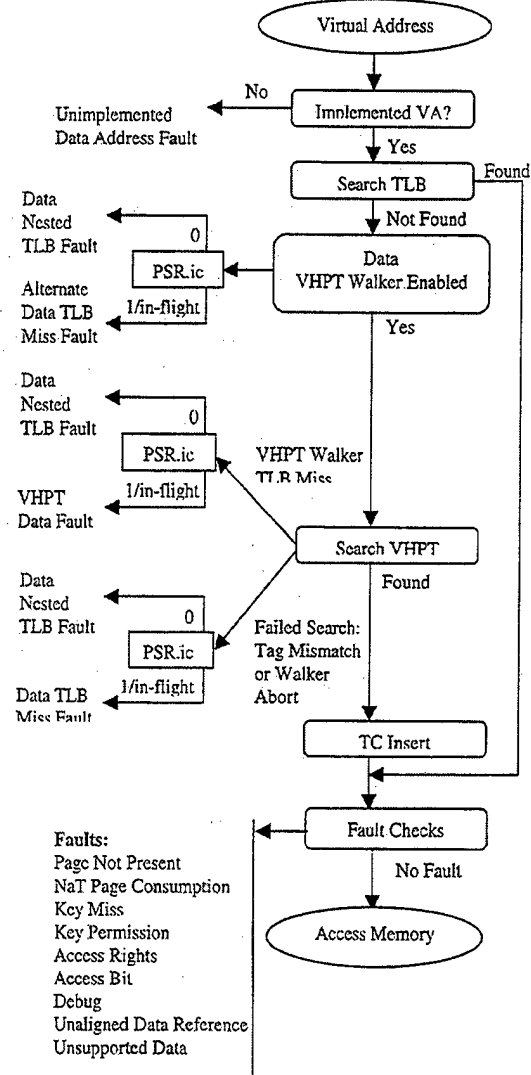 Virtual Address
No
Implemented VA?
Unimplemented
Data Address Fault
Yes
Search TLB
Found
Data
Nested
TLB Fault
0
Not Found
Data
VHPT Walker Enabled
PSR.ic
Alternate
Data TLB
Miss Fault
1/in-flight
Yes
Data
Nested
TLB Fault
0
PSR.ic
VHPT Walker
TLB Miss
1/in-flight
VHPT
Data Fault
Search VHPT
Found
Data
Nested
TLB Fault
0
PSR.ic
Failed Search:
Tag Mismatch
or Walker
Abort
1/in-flight
Data TLB
Miss Fault
TC Insert
Fault Checks
No Fault
Access Memory
Faults:
Page Not Present
NaT Page Consumption
Key Miss
Key Permission
Access Rights
Access Bit
Debug
Unaligned Data Reference
Unsupported Data